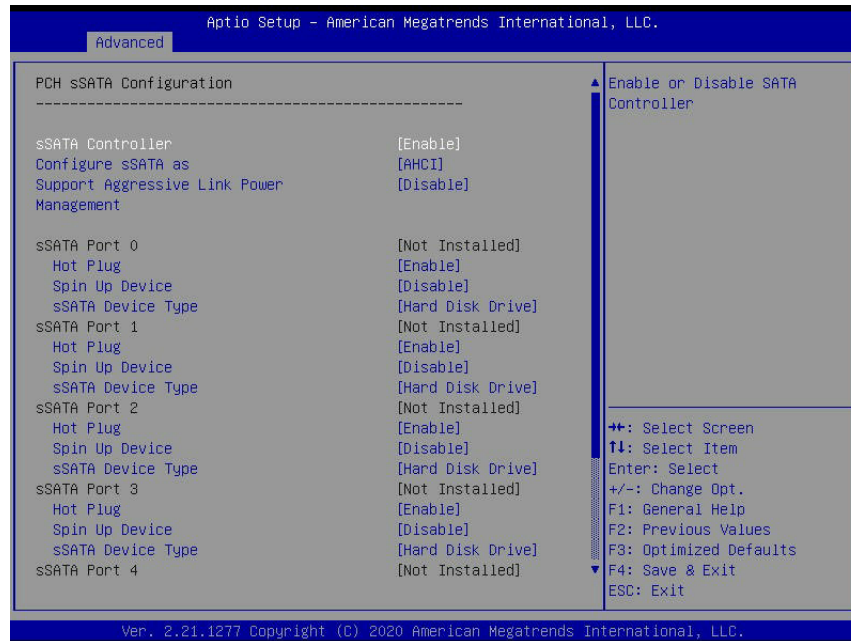 Aptio Setup – American Megatrends International, LLC.
Advanced
PCH sSATA Configuration
--------------------------------------------------
sSATA Controller [Enable]
Configure sSATA as [AHCI]
Support Aggressive Link Power [Disable]
Management
sSATA Port 0 [Not Installed]
Hot Plug [Enable]
Spin Up Device [Disable]
sSATA Device Type [Hard Disk Drive]
sSATA Port 1 [Not Installed]
Hot Plug [Enable]
Spin Up Device [Disable]
sSATA Device Type [Hard Disk Drive]
sSATA Port 2 [Not Installed]
Hot Plug [Enable]
Spin Up Device [Disable]
sSATA Device Type [Hard Disk Drive]
sSATA Port 3 [Not Installed]
Hot Plug [Enable]
Spin Up Device [Disable]
sSATA Device Type [Hard Disk Drive]
sSATA Port 4 [Not Installed]
Enable or Disable SATA
Controller
→←: Select Screen
↑↓: Select Item
Enter: Select
+/-: Change Opt.
F1: General Help
F2: Previous Values
F3: Optimized Defaults
F4: Save & Exit
ESC: Exit
Ver. 2.21.1277 Copyright (C) 2020 American Megatrends International, LLC.